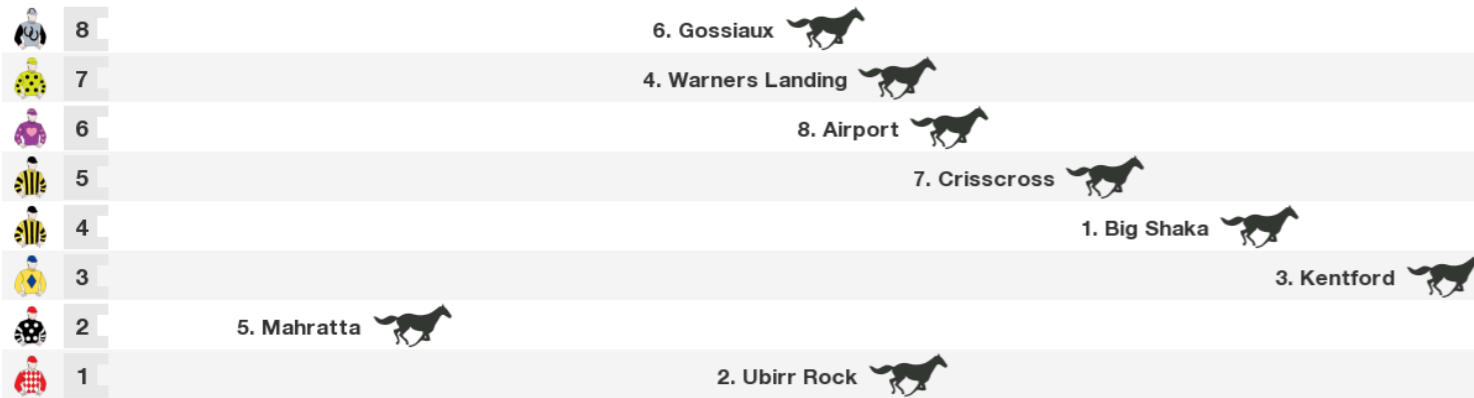 8 6. Gossiaux
7 4. Warners Landing
6 8. Airport
5 7. Crisscross
4 1. Big Shaka
3 3. Kentford
2 5. Mahratta
1 2. Ubirr Rock